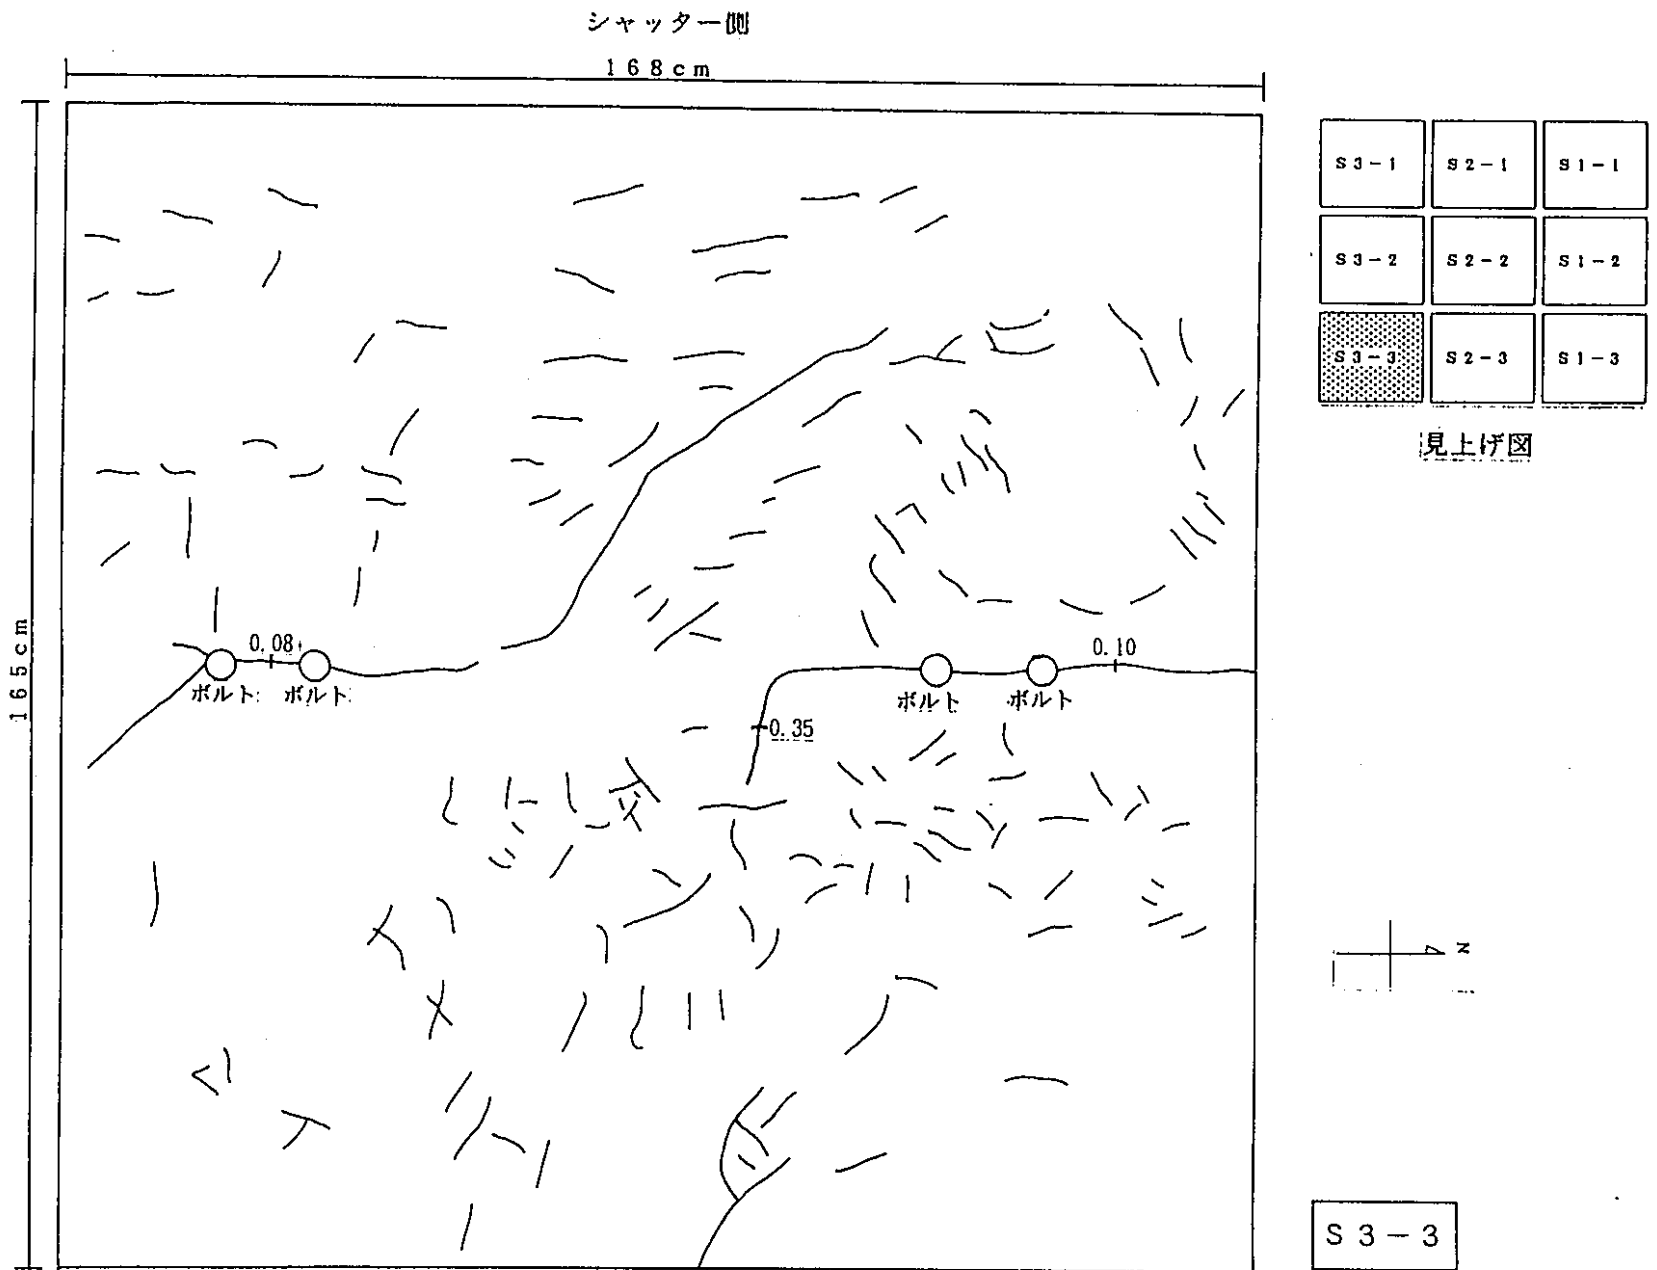 シャッター側
168cm
165cm
S3-1 S2-1 S1-1
S3-2 S2-2 S1-2
S3-3 S2-3 S1-3
見上げ図
0.08
ボルト ボルト
0.10
ボルト ボルト
0.35
N
S3-3